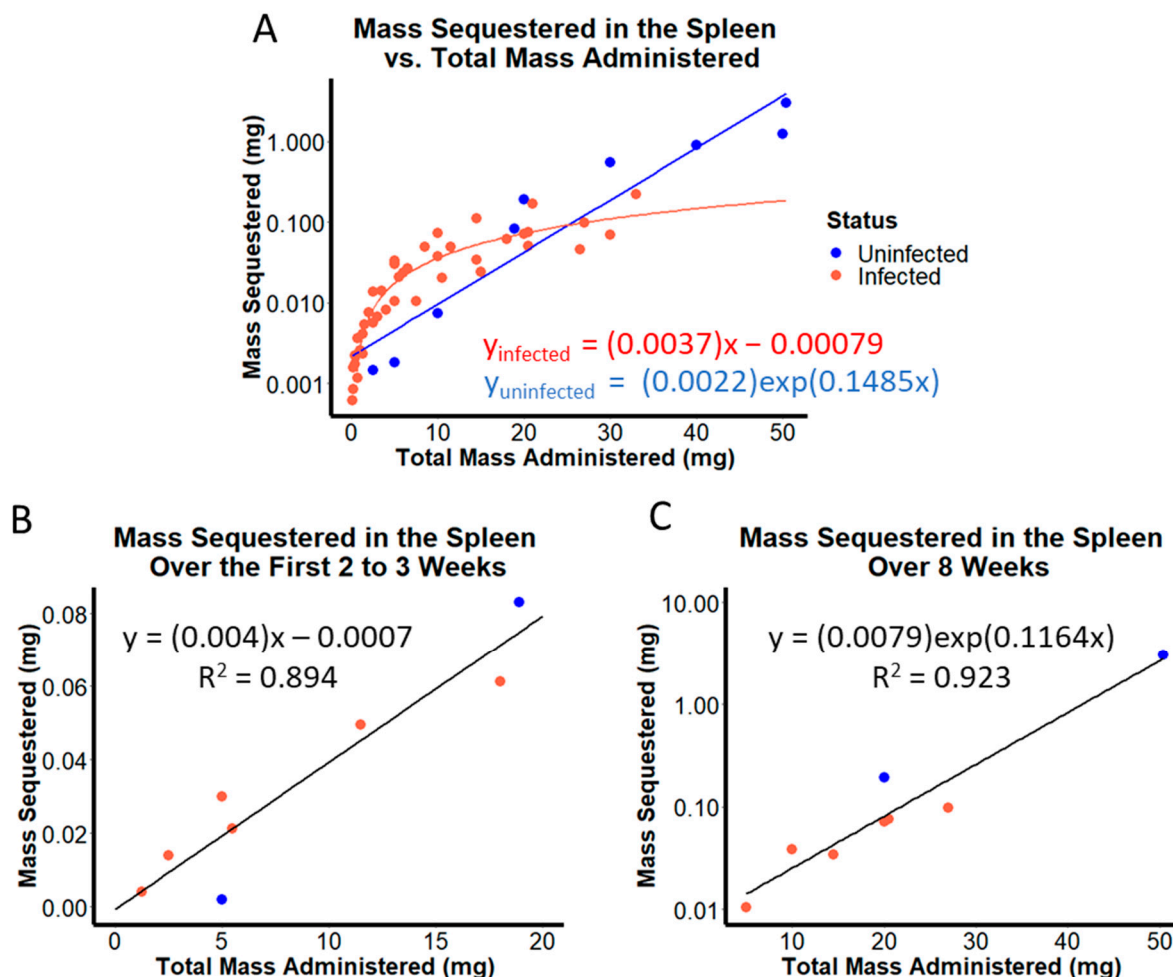 A
Mass Sequestered in the Spleen
vs. Total Mass Administered
Mass Sequestered (mg)
1.000
0.100
0.010
0.001
0 10 20 30 40 50
Total Mass Administered (mg)
Status
Uninfected
Infected
y_infected = (0.0037)x – 0.00079
y_uninfected = (0.0022)exp(0.1485x)
B
Mass Sequestered in the Spleen
Over the First 2 to 3 Weeks
Mass Sequestered (mg)
0.08
0.06
0.04
0.02
0.00
y = (0.004)x – 0.0007
R² = 0.894
0 5 10 15 20
Total Mass Administered (mg)
C
Mass Sequestered in the Spleen
Over 8 Weeks
Mass Sequestered (mg)
10.00
1.00
0.10
0.01
y = (0.0079)exp(0.1164x)
R² = 0.923
10 20 30 40 50
Total Mass Administered (mg)